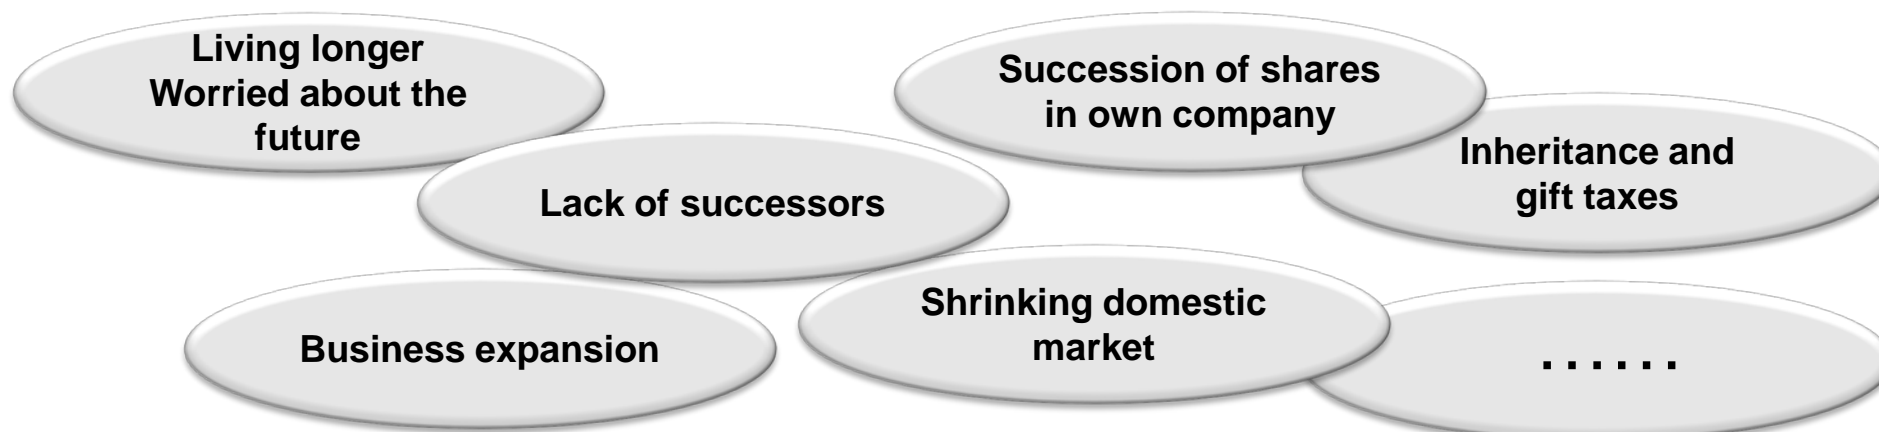 Living longer
Worried about the
future
Succession of shares
in own company
Inheritance and
gift taxes
Lack of successors
Shrinking domestic
market
Business expansion
......